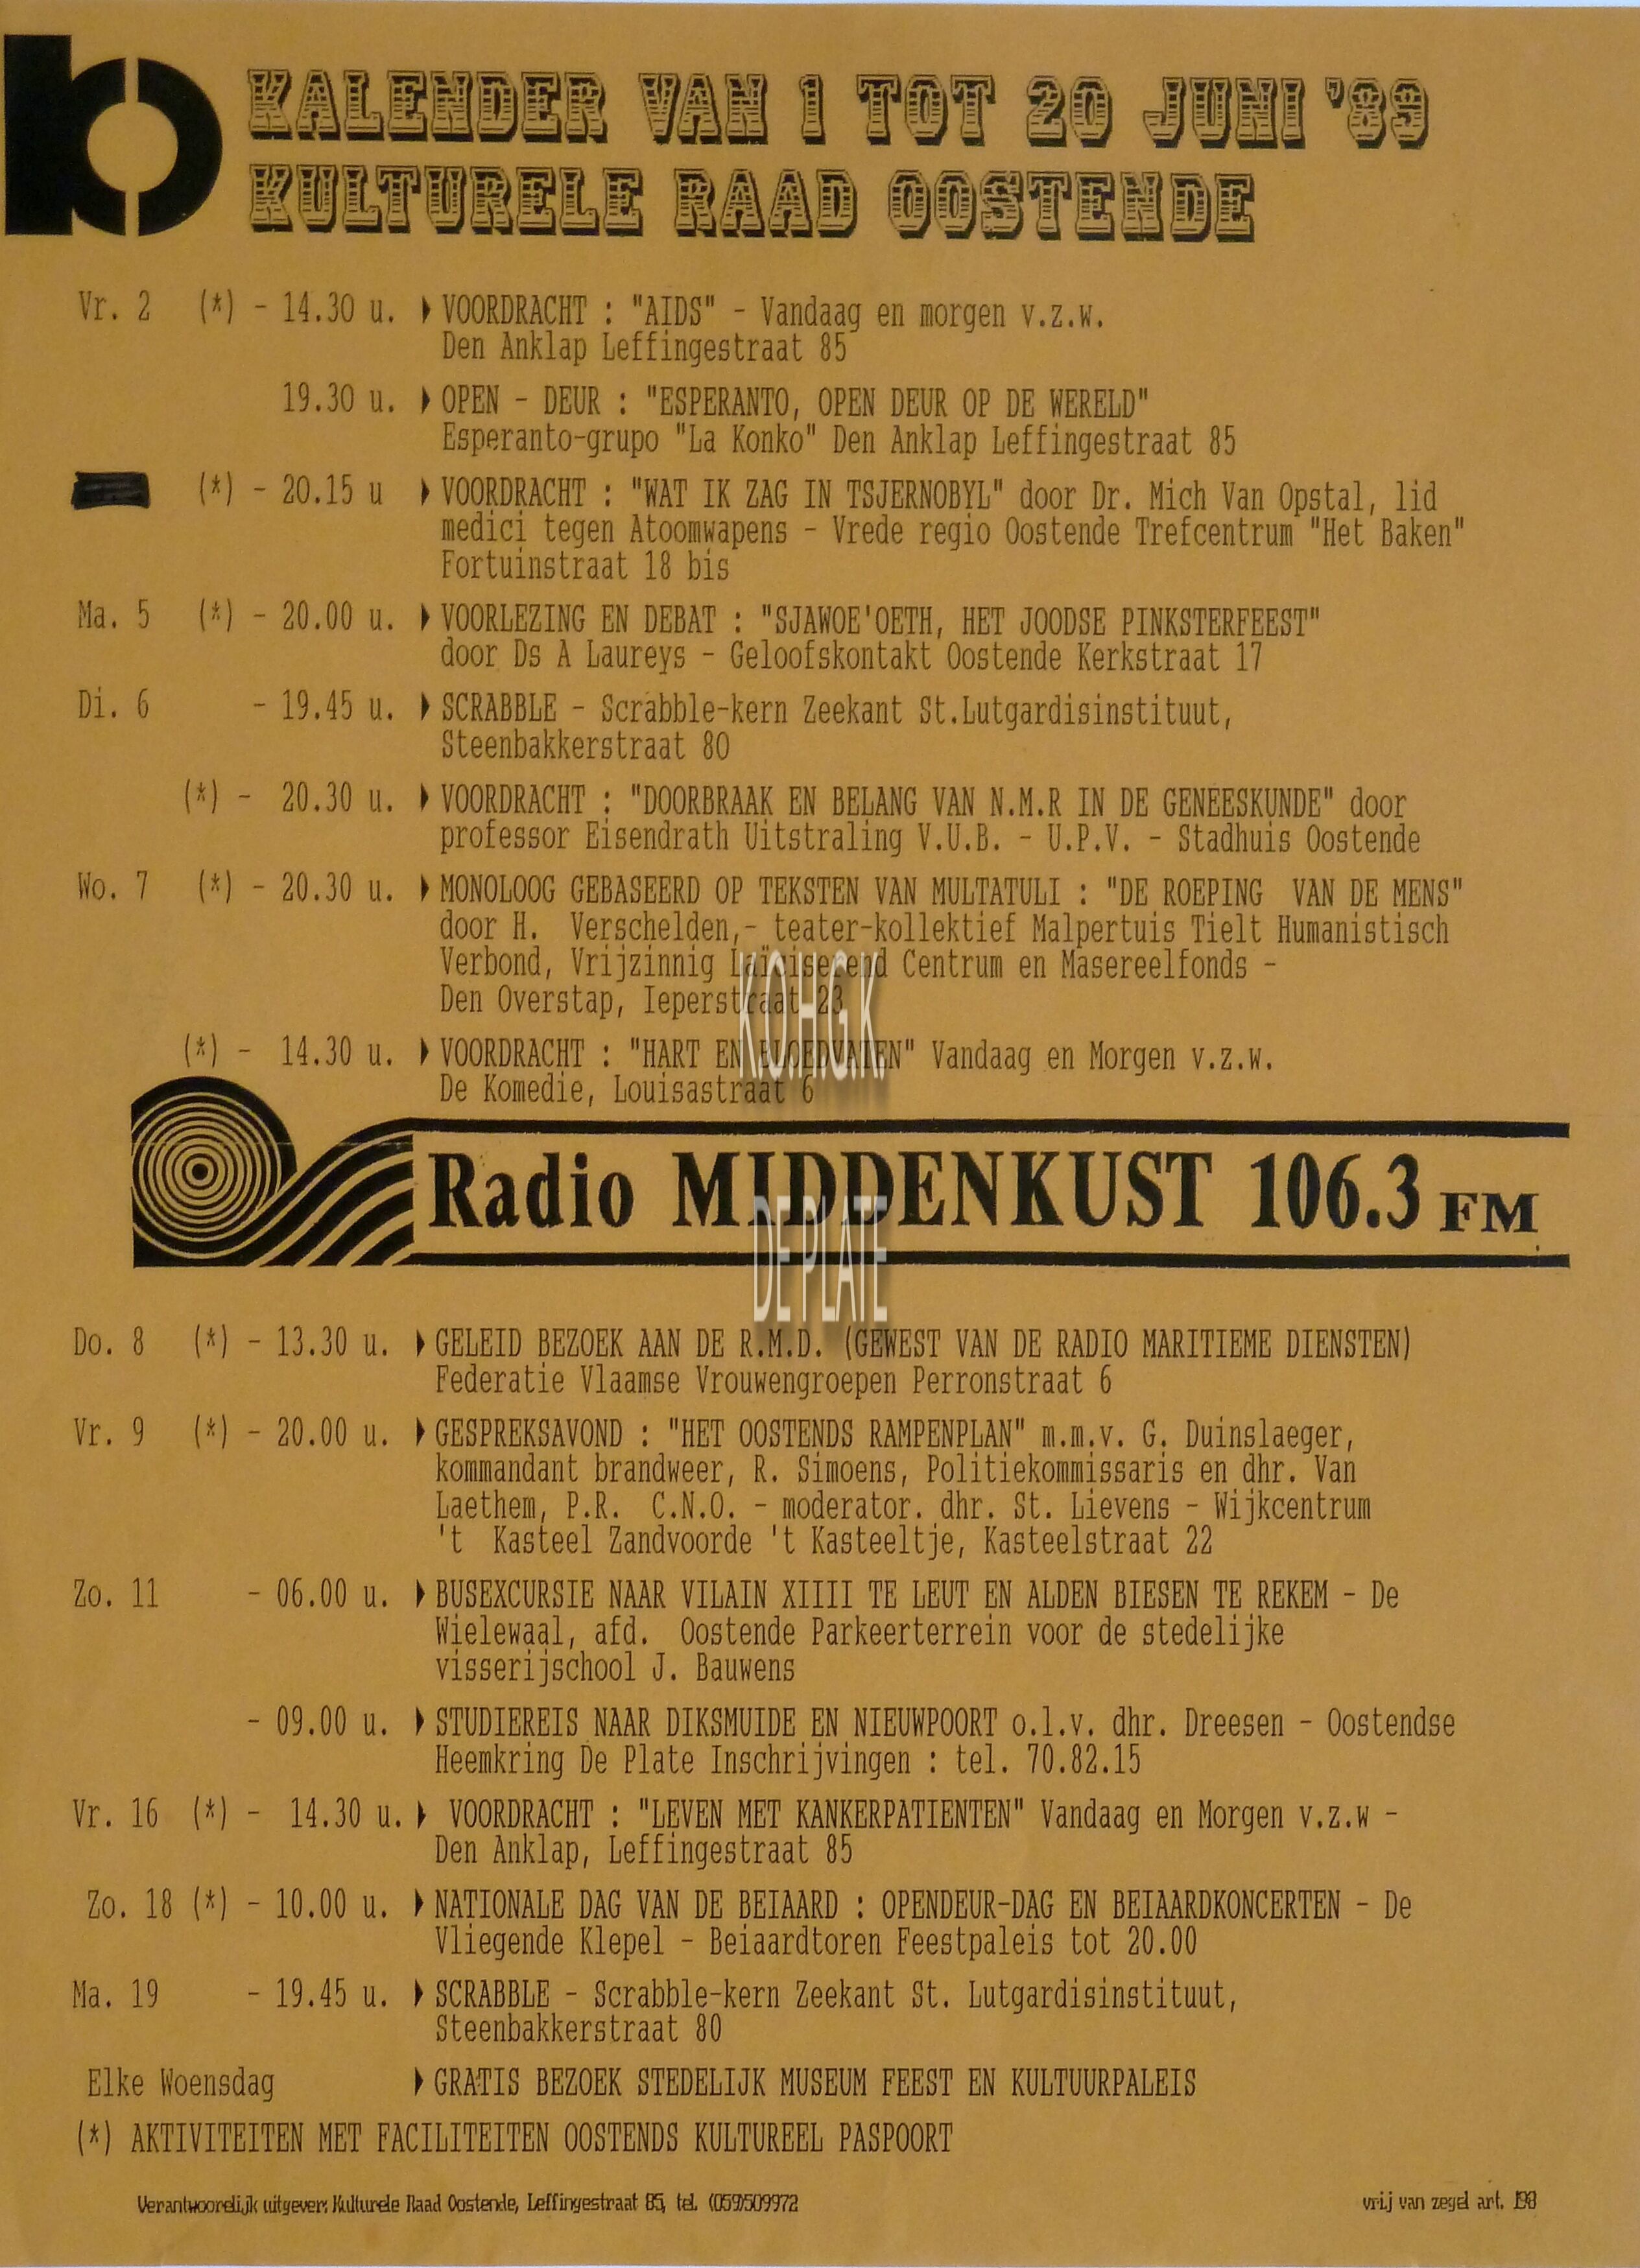 KALENDER VAN 1 TOT 20 JUNI '89
KULTURELE RAAD OOSTENDE
Vr. 2 (*) - 14.30 u. VOORDRACHT : "AIDS" - Vandaag en morgen v.z.w.
Den Anklap Leffingestraat 85
19.30 u. OPEN - DEUR : "ESPERANTO, OPEN DEUR OP DE WERELD"
Esperanto-grupo "La Konko" Den Anklap Leffingestraat 85
(*) - 20.15 u VOORDRACHT : "WAT IK ZAG IN TSJERNOBYL" door Dr. Mich Van Opstal, lid
medici tegen Atoomwapens - Vrede regio Oostende Trefcentrum "Het Baken"
Fortuinstraat 18 bis
Ma. 5 (*) - 20.00 u. VOORLEZING EN DEBAT : "SJAWOE'OETH, HET JOODSE PINKSTERFEEST"
door Ds A Laureys - Geloofskontakt Oostende Kerkstraat 17
Di. 6 - 19.45 u. SCRABBLE - Scrabble-kern Zeekant St.Lutgardisinstituut,
Steenbakkerstraat 80
(*) - 20.30 u. VOORDRACHT : "DOORBRAAK EN BELANG VAN N.M.R IN DE GENEESKUNDE" door
professor Eisendrath Uitstraling V.U.B. - U.P.V. - Stadhuis Oostende
Wo. 7 (*) - 20.30 u. MONOLOOG GEBASEERD OP TEKSTEN VAN MULTATULI : "DE ROEPING VAN DE MENS"
door H. Verschelden,- teater-kollektief Malpertuis Tielt Humanistisch
Verbond, Vrijzinnig Laïciserend Centrum en Masereelfonds -
Den Overstap, Ieperstraat 23
(*) - 14.30 u. VOORDRACHT : "HART EN BLOEDVATEN" Vandaag en Morgen v.z.w.
De Komedie, Louisastraat 6
KOHGK
Radio MIDDENKUST 106.3 FM
DE PLATE
Do. 8 (*) - 13.30 u. GELEID BEZOEK AAN DE R.M.D. (GEWEST VAN DE RADIO MARITIEME DIENSTEN)
Federatie Vlaamse Vrouwengroepen Perronstraat 6
Vr. 9 (*) - 20.00 u. GESPREKSAVOND : "HET OOSTENDS RAMPENPLAN" m.m.v. G. Duinslaeger,
kommandant brandweer, R. Simoens, Politiekommissaris en dhr. Van
Laethem, P.R. C.N.O. - moderator. dhr. St. Lievens - Wijkcentrum
't Kasteel Zandvoorde 't Kasteeltje, Kasteelstraat 22
Zo. 11 - 06.00 u. BUSEXCURSIE NAAR VILAIN XIIII TE LEUT EN ALDEN BIESEN TE REKEM - De
Wielewaal, afd. Oostende Parkeerterrein voor de stedelijke
visserijschool J. Bauwens
- 09.00 u. STUDIEREIS NAAR DIKSMUIDE EN NIEUWPOORT o.l.v. dhr. Dreesen - Oostendse
Heemkring De Plate Inschrijvingen : tel. 70.82.15
Vr. 16 (*) - 14.30 u. VOORDRACHT : "LEVEN MET KANKERPATIENTEN" Vandaag en Morgen v.z.w -
Den Anklap, Leffingestraat 85
Zo. 18 (*) - 10.00 u. NATIONALE DAG VAN DE BEIAARD : OPENDEUR-DAG EN BEIAARDKONCERTEN - De
Vliegende Klepel - Beiaardtoren Feestpaleis tot 20.00
Ma. 19 - 19.45 u. SCRABBLE - Scrabble-kern Zeekant St. Lutgardisinstituut,
Steenbakkerstraat 80
Elke Woensdag GRATIS BEZOEK STEDELIJK MUSEUM FEEST EN KULTUURPALEIS
(*) AKTIVITEITEN MET FACILITEITEN OOSTENDS KULTUREEL PASPOORT
Verantwoordelijk uitgever: Kulturele Raad Oostende, Leffingestraat 85, tel. (059)509972
vrij van zegel art. 198